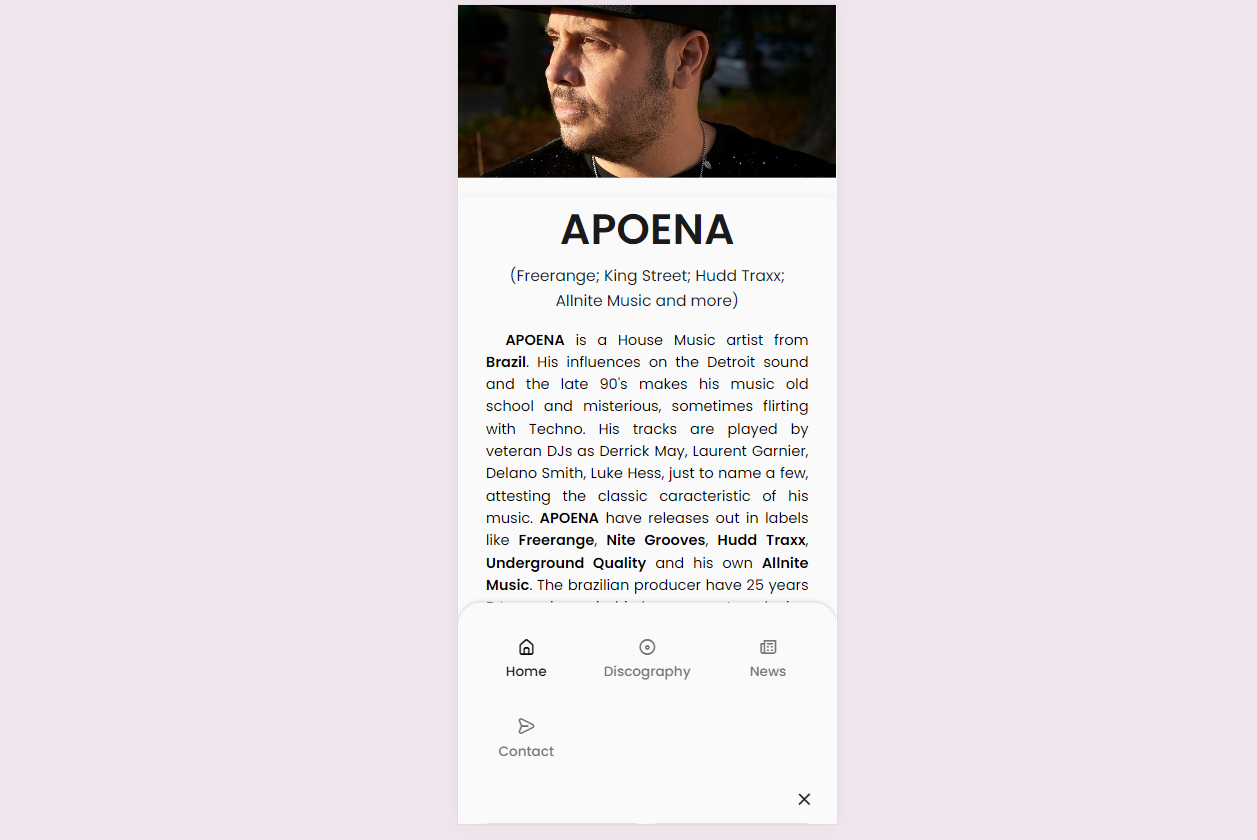 APOENA
(Freerange; King Street; Hudd Traxx;
Allnite Music and more)
APOENA is a House Music artist from
Brazil. His influences on the Detroit sound
and the late 90's makes his music old
school and misterious, sometimes flirting
with Techno. His tracks are played by
veteran DJs as Derrick May, Laurent Garnier,
Delano Smith, Luke Hess, just to name a few,
attesting the classic caracteristic of his
music. APOENA have releases out in labels
like Freerange, Nite Grooves, Hudd Traxx,
Underground Quality and his own Allnite
Music. The brazilian producer have 25 years
Home
Discography
News
Contact